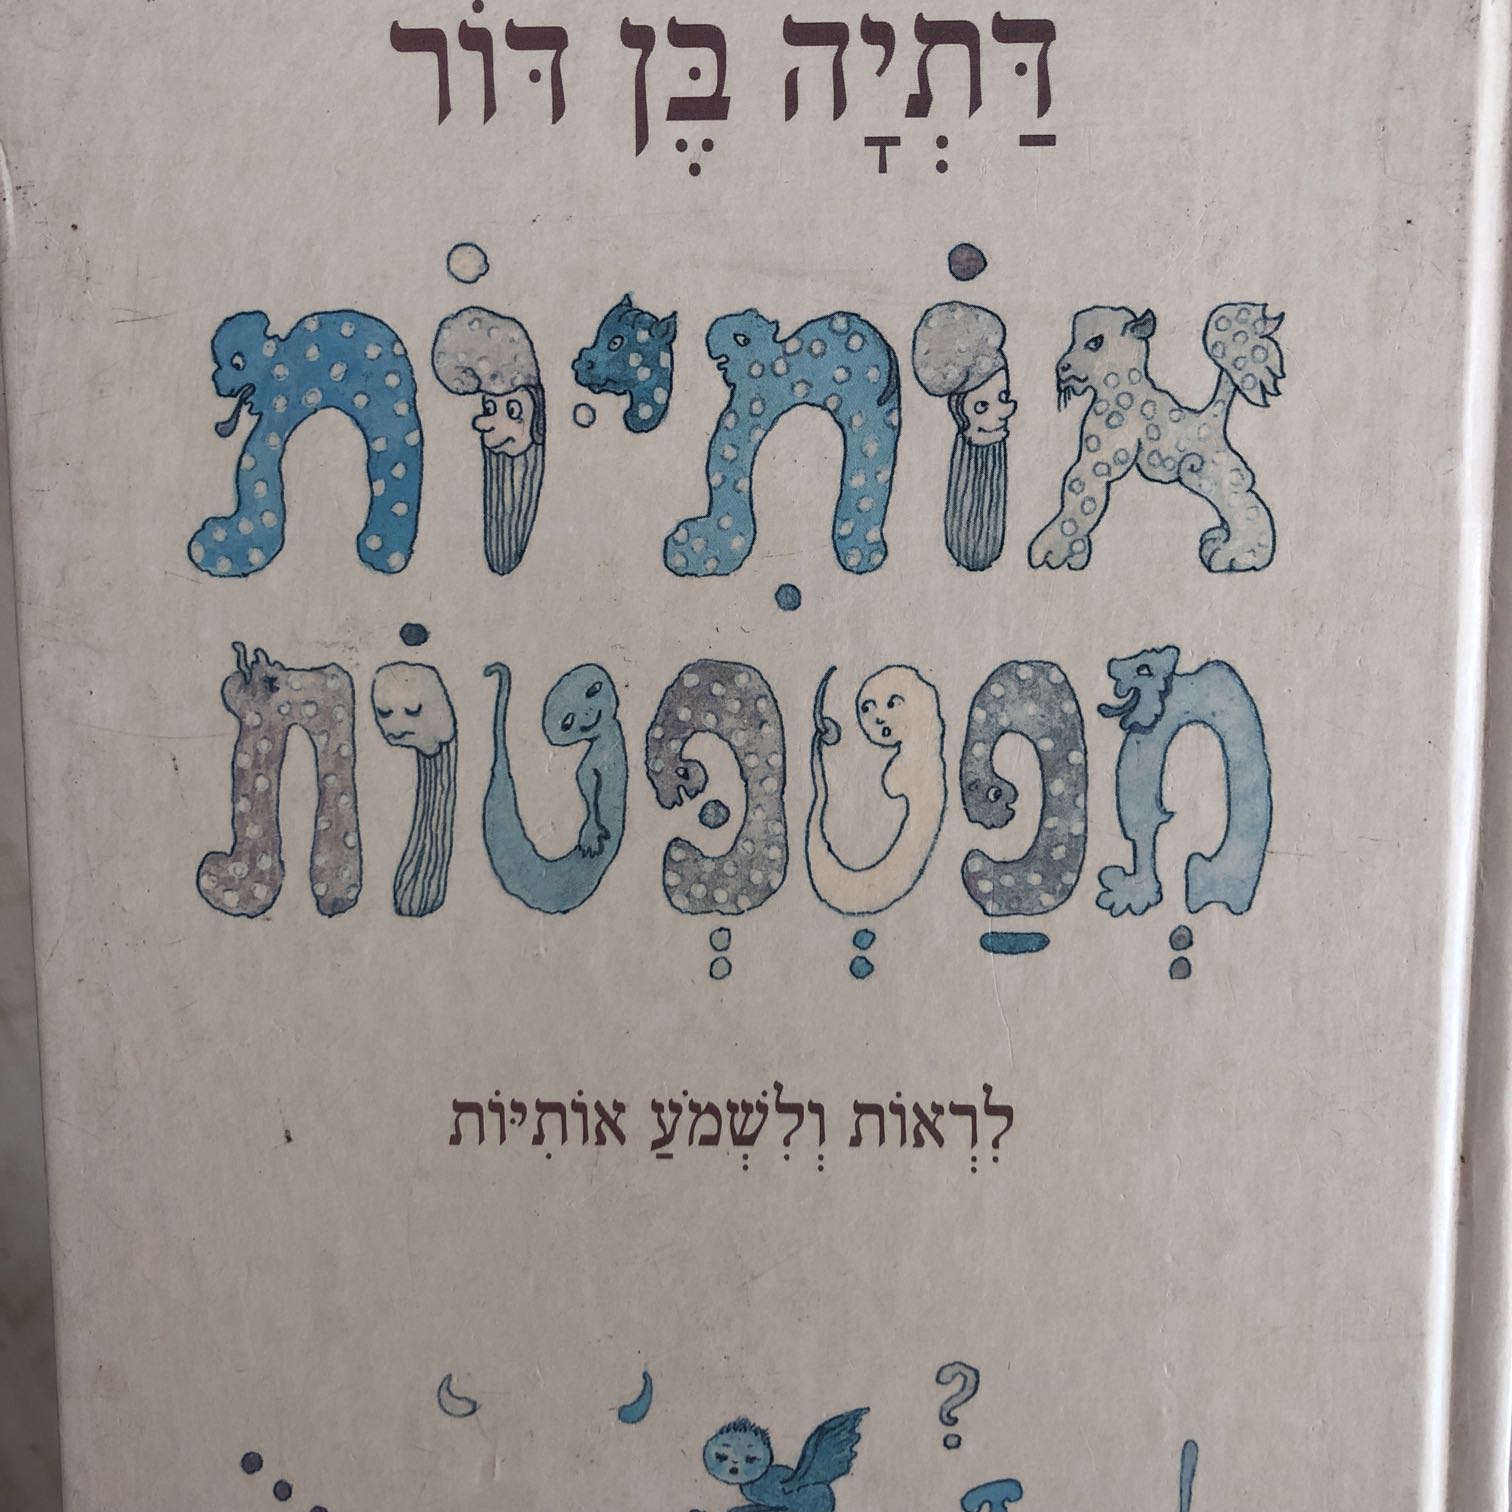 דַּתְיָה בֶּן דּוֹר
אוֹתִיּוֹת
מְפַטְפְּטוֹת
לִרְאוֹת וְלִשְׁמֹעַ אוֹתִיּוֹת
?